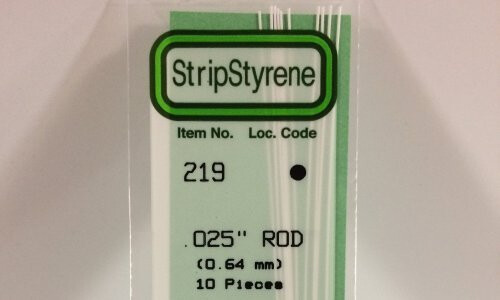 StripStyrene
Item No. Loc. Code
219
.025" ROD
(0.64 mm)
10 Pieces